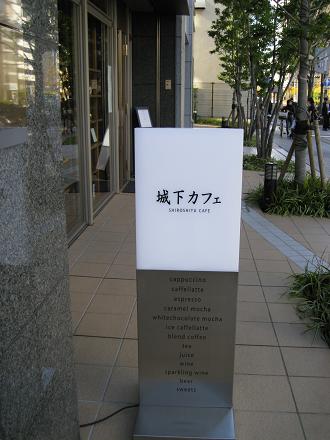 城下カフェ
SHIROSHITA CAFE
cappuccino
caffellatte
espresso
caramel mocha
whitechocolate mocha
ice caffellatte
blend coffee
tea
juice
wine
sparkling wine
beer
sweets